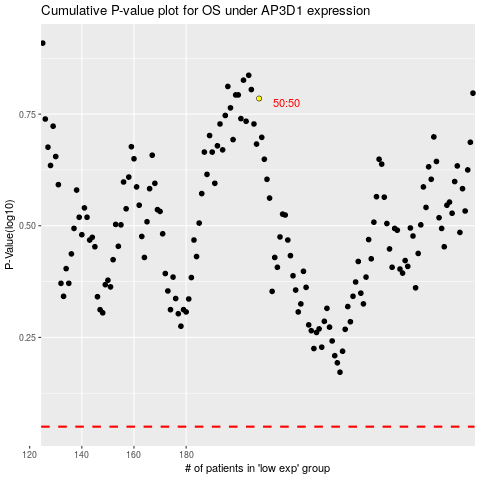 Cumulative P-value plot for OS under AP3D1 expression
P-Value(log10)
0.75
0.50
0.25
50:50
120 140 160 180
# of patients in 'low exp' group